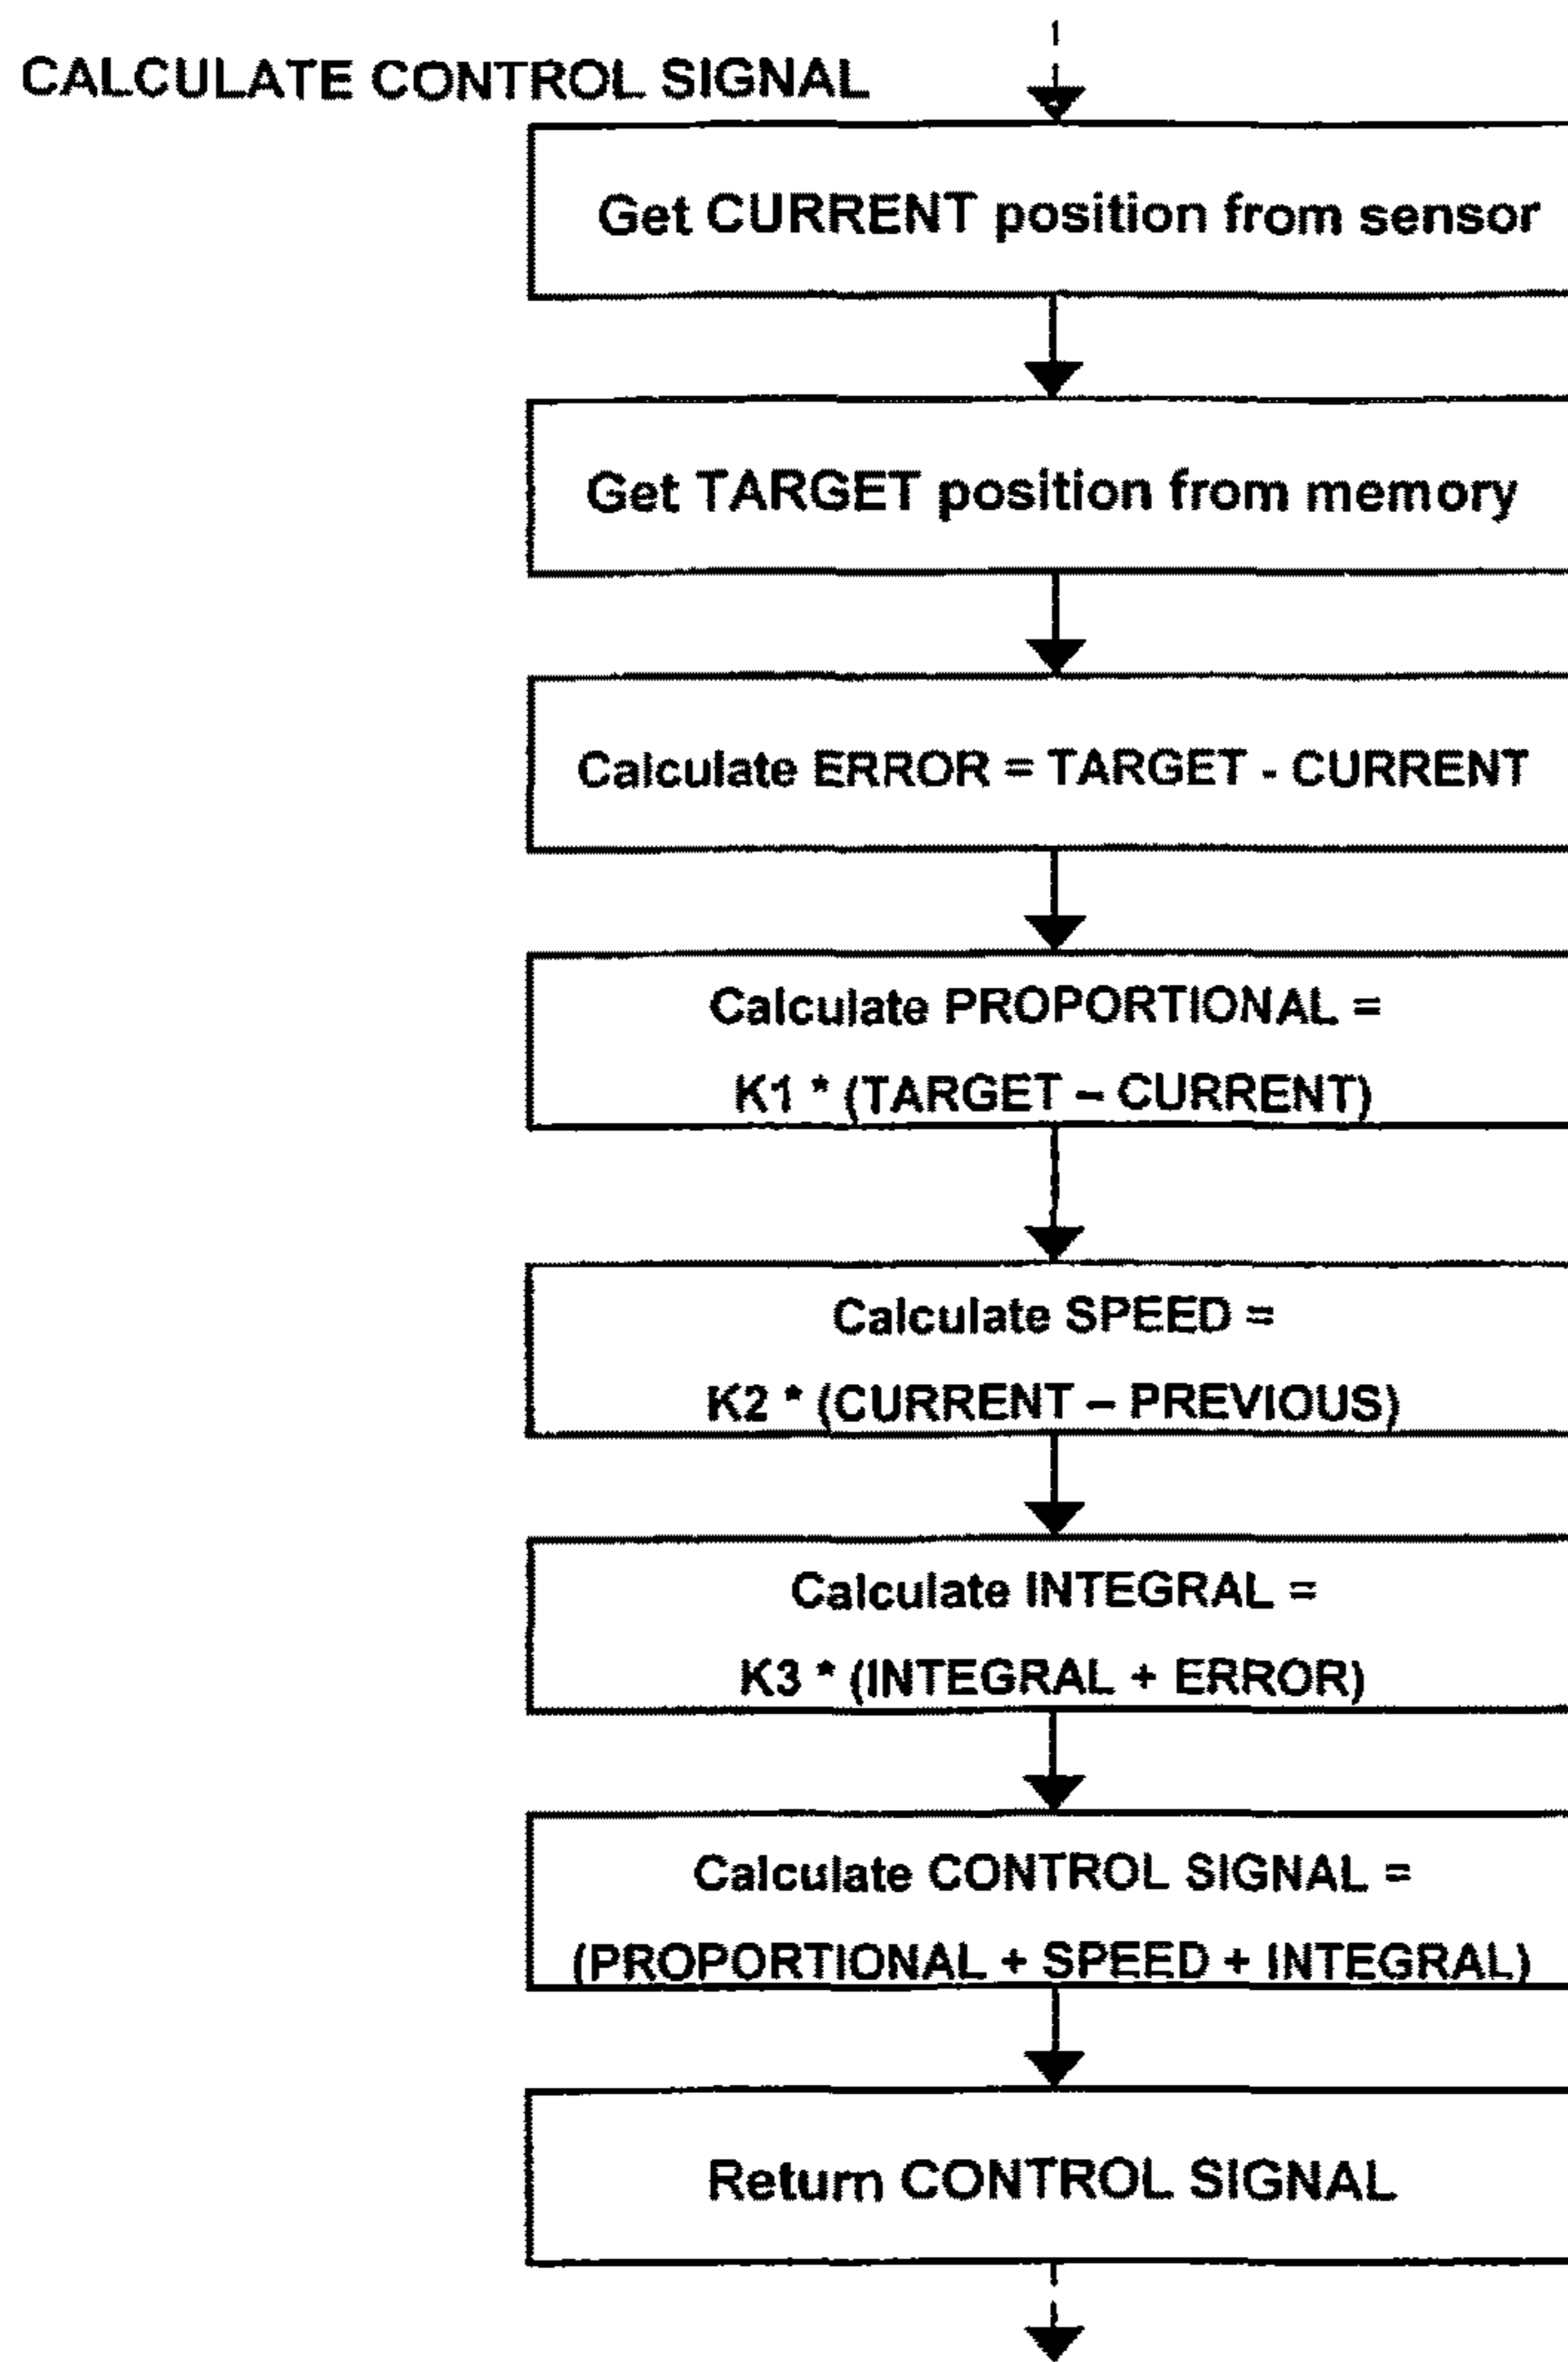 CALCULATE CONTROL SIGNAL
Get CURRENT position from sensor
Get TARGET position from memory
Calculate ERROR = TARGET - CURRENT
Calculate PROPORTIONAL =
K1 * (TARGET – CURRENT)
Calculate SPEED =
K2 * (CURRENT – PREVIOUS)
Calculate INTEGRAL =
K3 * (INTEGRAL + ERROR)
Calculate CONTROL SIGNAL =
(PROPORTIONAL + SPEED + INTEGRAL)
Return CONTROL SIGNAL